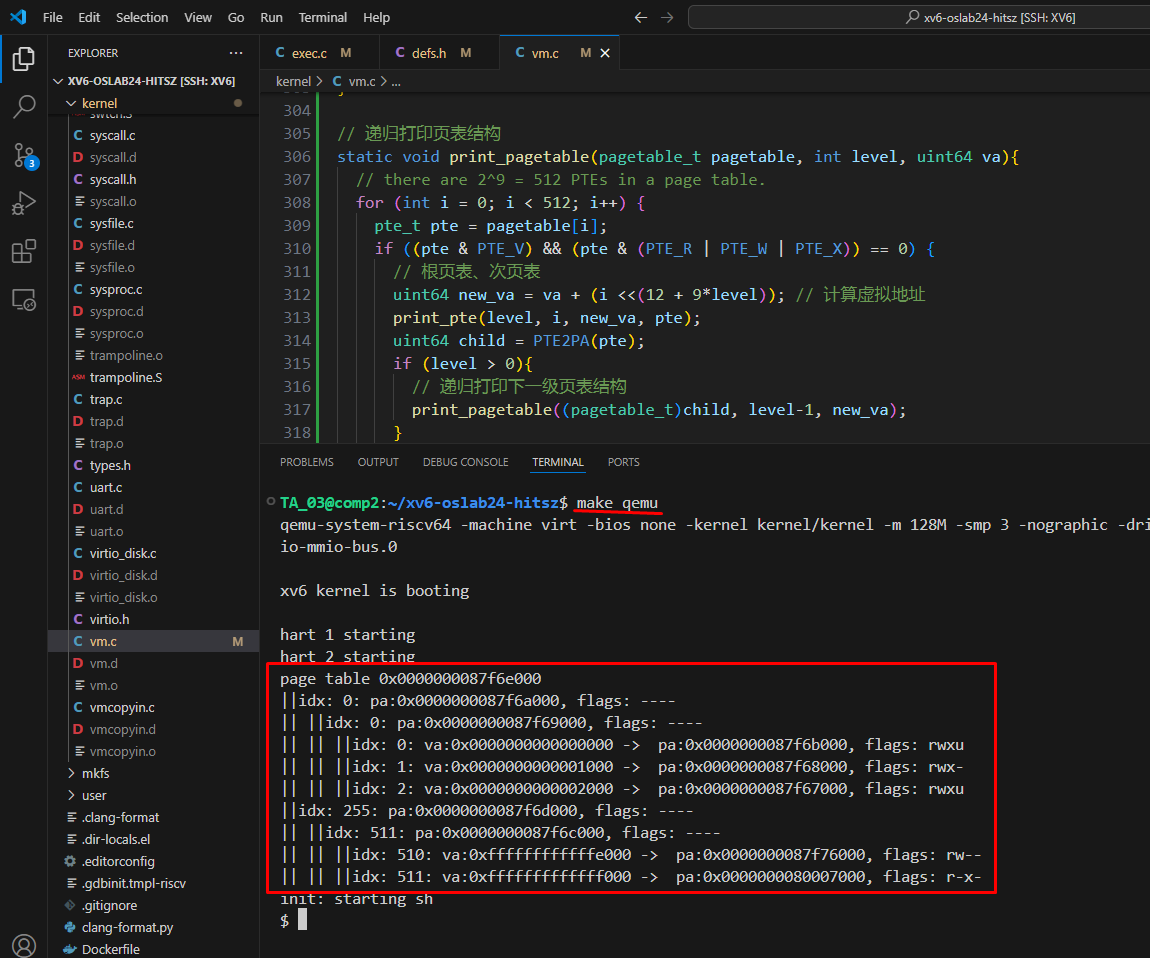 File Edit Selection View Go Run Terminal Help
xv6-oslab24-hitsz [SSH: XV6]
EXPLORER
XV6-OSLAB24-HITSZ [SSH: XV6]
kernel
swtch.S
C syscall.c
D syscall.d
C syscall.h
syscall.o
C sysfile.c
D sysfile.d
sysfile.o
C sysproc.c
D sysproc.d
sysproc.o
trampoline.o
ASM trampoline.S
C trap.c
D trap.d
trap.o
C types.h
C uart.c
D uart.d
uart.o
C virtio_disk.c
D virtio_disk.d
virtio_disk.o
C virtio.h
C vm.c M
D vm.d
vm.o
C vmcopyin.c
D vmcopyin.d
vmcopyin.o
mkfs
user
.clang-format
.dir-locals.el
.editorconfig
.gdbinit.tmpl-riscv
.gitignore
clang-format.py
Dockerfile
3
C exec.c M
C defs.h M
C vm.c M
kernel > C vm.c > ...
304
305 // 递归打印页表结构
306 static void print_pagetable(pagetable_t pagetable, int level, uint64 va){
307 // there are 2^9 = 512 PTEs in a page table.
308 for (int i = 0; i < 512; i++) {
309 pte_t pte = pagetable[i];
310 if ((pte & PTE_V) && (pte & (PTE_R | PTE_W | PTE_X)) == 0) {
311 // 根页表、次页表
312 uint64 new_va = va + (i <<(12 + 9*level)); // 计算虚拟地址
313 print_pte(level, i, new_va, pte);
314 uint64 child = PTE2PA(pte);
315 if (level > 0){
316 // 递归打印下一级页表结构
317 print_pagetable((pagetable_t)child, level-1, new_va);
318 }
PROBLEMS OUTPUT DEBUG CONSOLE TERMINAL PORTS
TA_03@comp2:~/xv6-oslab24-hitsz$ make qemu
qemu-system-riscv64 -machine virt -bios none -kernel kernel/kernel -m 128M -smp 3 -nographic -dri
io-mmio-bus.0
xv6 kernel is booting
hart 1 starting
hart 2 starting
page table 0x0000000087f6e000
||idx: 0: pa:0x0000000087f6a000, flags: ----
|| ||idx: 0: pa:0x0000000087f69000, flags: ----
|| || ||idx: 0: va:0x0000000000000000 -> pa:0x0000000087f6b000, flags: rwxu
|| || ||idx: 1: va:0x0000000000001000 -> pa:0x0000000087f68000, flags: rwx-
|| || ||idx: 2: va:0x0000000000002000 -> pa:0x0000000087f67000, flags: rwxu
||idx: 255: pa:0x0000000087f6d000, flags: ----
|| ||idx: 511: pa:0x0000000087f6c000, flags: ----
|| || ||idx: 510: va:0xffffffffffffe000 -> pa:0x0000000087f76000, flags: rw--
|| || ||idx: 511: va:0xfffffffffffff000 -> pa:0x0000000080007000, flags: r-x-
init: starting sh
$